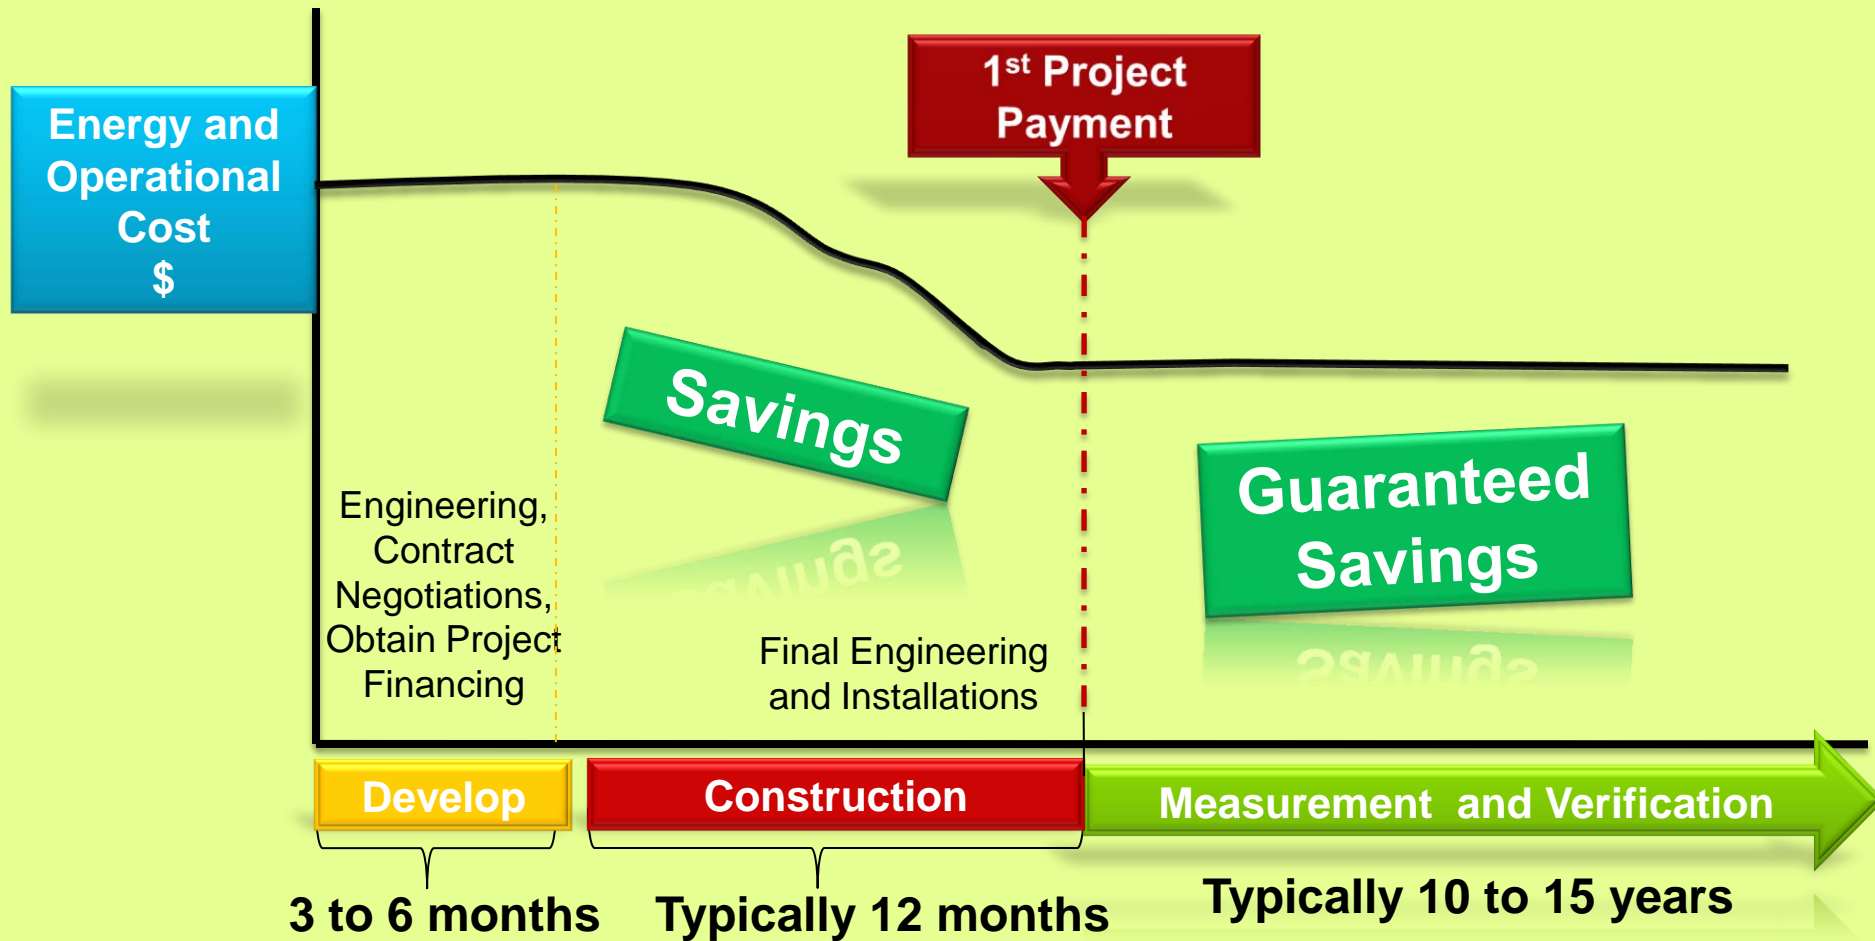 1st Project
Payment
Energy and
Operational
Cost
$
Savings
Guaranteed
Savings
Engineering,
Contract
Negotiations,
Obtain Project
Financing
Final Engineering
and Installations
Develop
Construction
Measurement and Verification
3 to 6 months
Typically 12 months
Typically 10 to 15 years